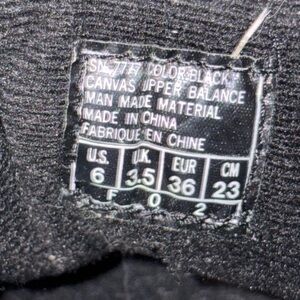 COLOR:BLACK
CANVAS UPPER BALANCE
MAN MADE MATERIAL
MADE IN CHINA
FABRIQUE EN CHINE
U.S. U.K. EUR CM
6 3.5 36 23
F O 2